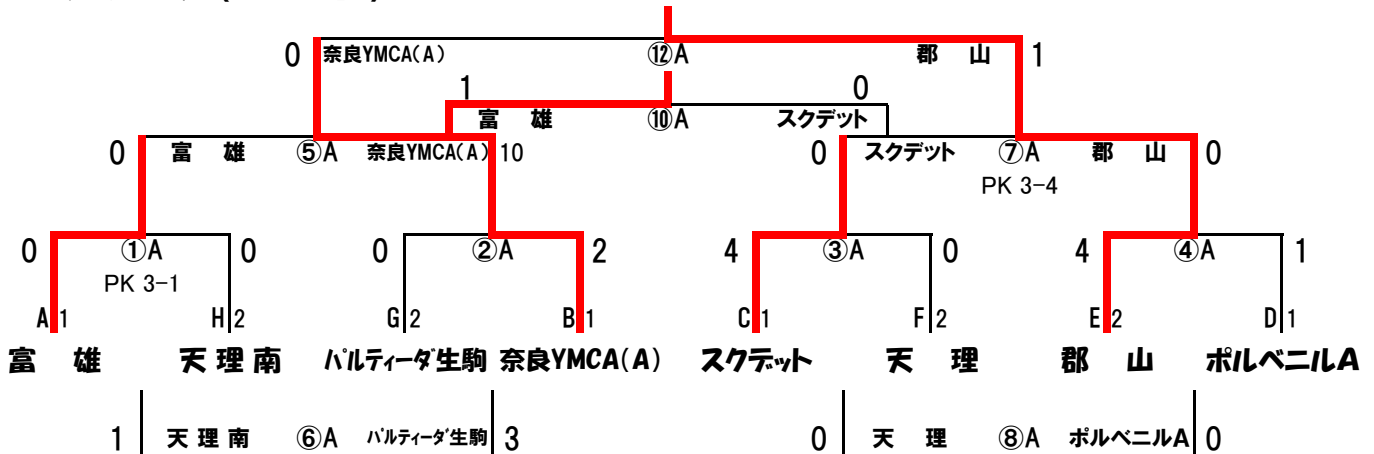 0 奈良YMCA(A) ⑫A 郡 山 1
1 0
富 雄 ⑩A スクデット
0 富 雄 ⑤A 奈良YMCA(A) 10 0 スクデット ⑦A 郡 山 0
PK 3-4
0 ①A 0 0 ②A 2 4 ③A 0 4 ④A 1
PK 3-1
A 1 H 2 G 2 B 1 C 1 F 2 E 2 D 1
富 雄 天理南 パルティーダ生駒 奈良YMCA(A) スクデット 天 理 郡 山 ポルベニルA
1 天理南 ⑥A パルティーダ生駒 3 0 天 理 ⑧A ポルベニルA 0